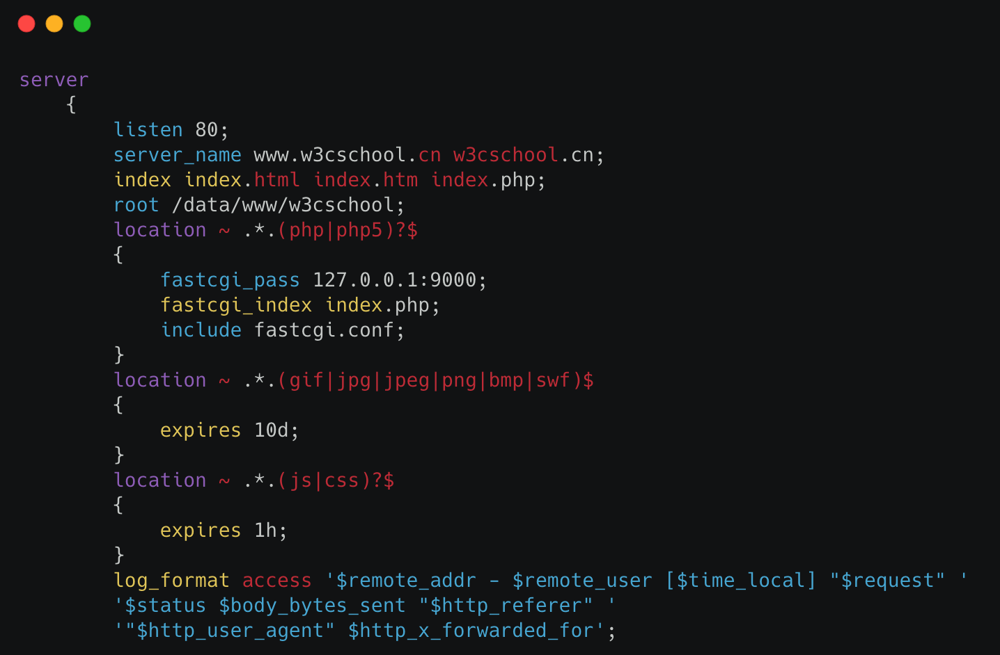 server
    {
        listen 80;
        server_name www.w3cschool.cn w3cschool.cn;
        index index.html index.htm index.php;
        root /data/www/w3cschool;
        location ~ .*.(php|php5)?$
        {
            fastcgi_pass 127.0.0.1:9000;
            fastcgi_index index.php;
            include fastcgi.conf;
        }
        location ~ .*.(gif|jpg|jpeg|png|bmp|swf)$
        {
            expires 10d;
        }
        location ~ .*.(js|css)?$
        {
            expires 1h;
        }
        log_format access '$remote_addr - $remote_user [$time_local] "$request" '
        '$status $body_bytes_sent "$http_referer" '
        '"$http_user_agent" $http_x_forwarded_for';